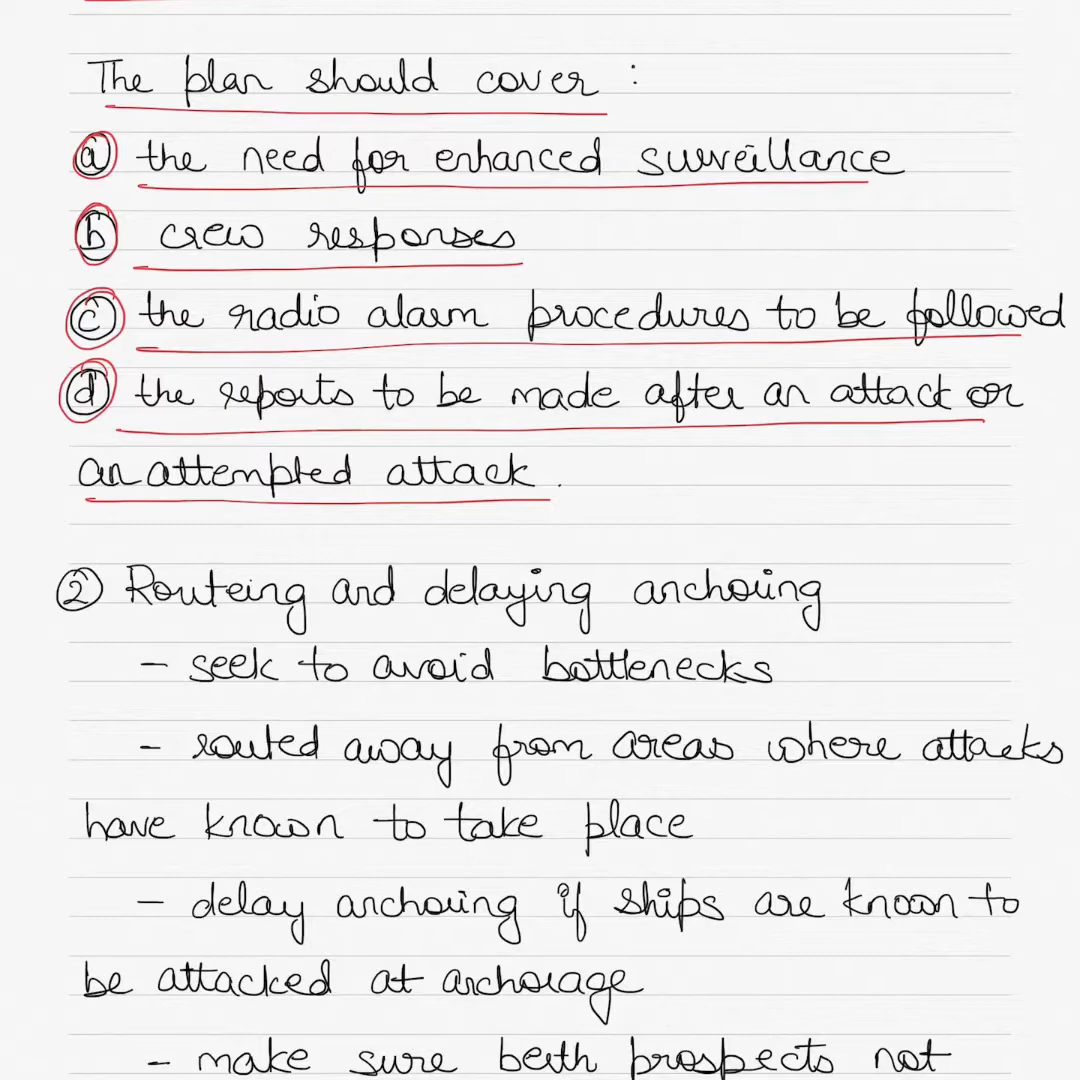 The plan should cover :
ⓐ the need for enhanced surveillance
ⓑ crew responses
ⓒ the radio alarm procedures to be followed
ⓓ the reports to be made after an attack or
an attempted attack .
② Routeing and delaying anchoring
- seek to avoid bottlenecks
- routed away from areas where attacks
have known to take place
- delay anchoring if ships are known to
be attacked at anchorage
- make sure berth prospects not